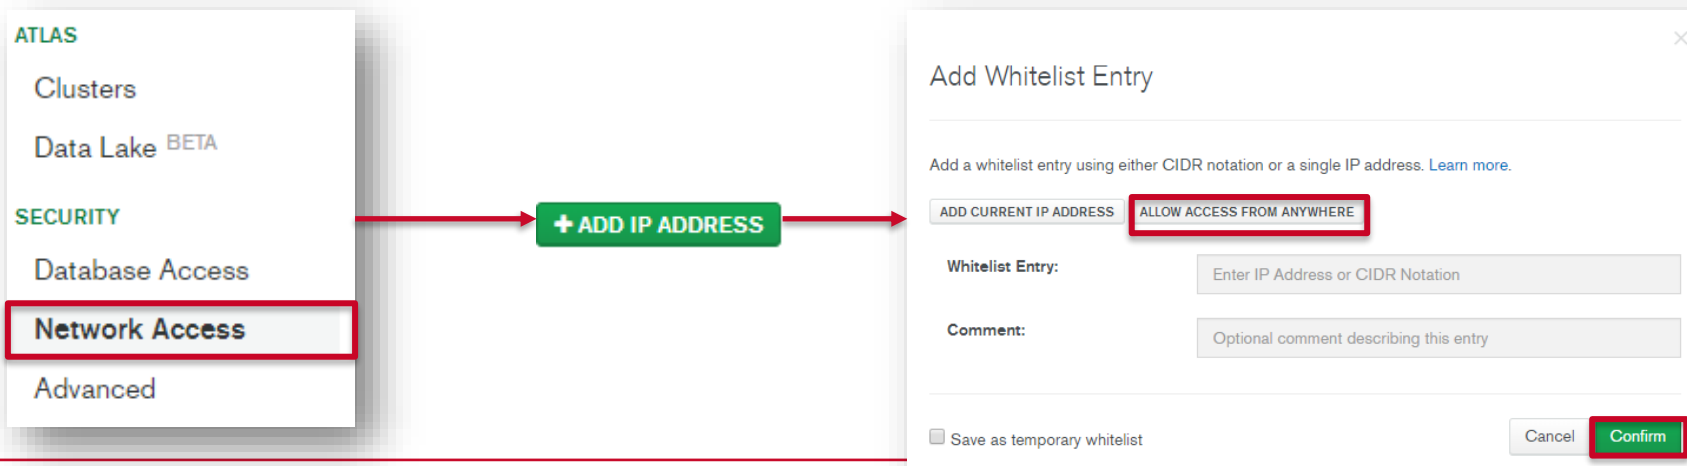 ATLAS
Clusters
Data Lake BETA
SECURITY
Database Access
Network Access
Advanced
+ ADD IP ADDRESS
×
Add Whitelist Entry
Add a whitelist entry using either CIDR notation or a single IP address. Learn more.
ADD CURRENT IP ADDRESS ALLOW ACCESS FROM ANYWHERE
Whitelist Entry: Enter IP Address or CIDR Notation
Comment: Optional comment describing this entry
Save as temporary whitelist Cancel Confirm